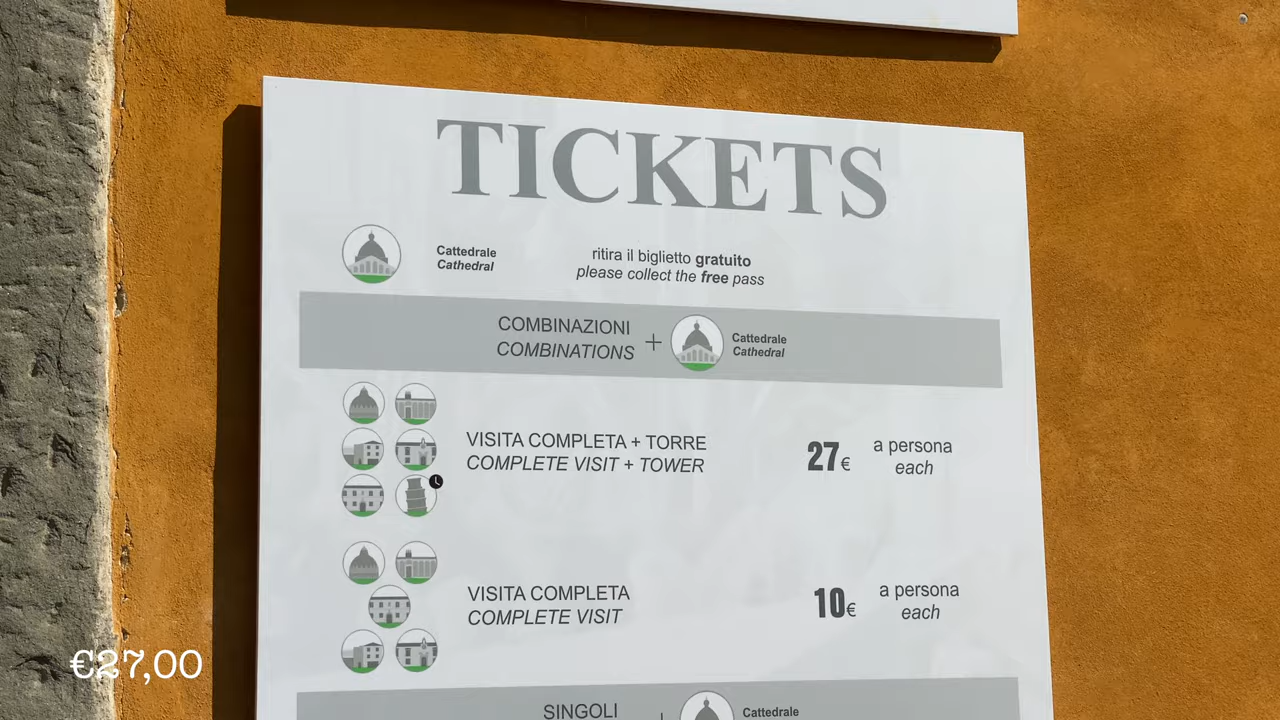 TICKETS
Cattedrale
Cathedral
ritira il biglietto gratuito
please collect the free pass
COMBINAZIONI
COMBINATIONS
+
Cattedrale
Cathedral
VISITA COMPLETA + TORRE
COMPLETE VISIT + TOWER
27€
a persona
each
VISITA COMPLETA
COMPLETE VISIT
10€
a persona
each
€27,00
SINGOLI
+
Cattedrale